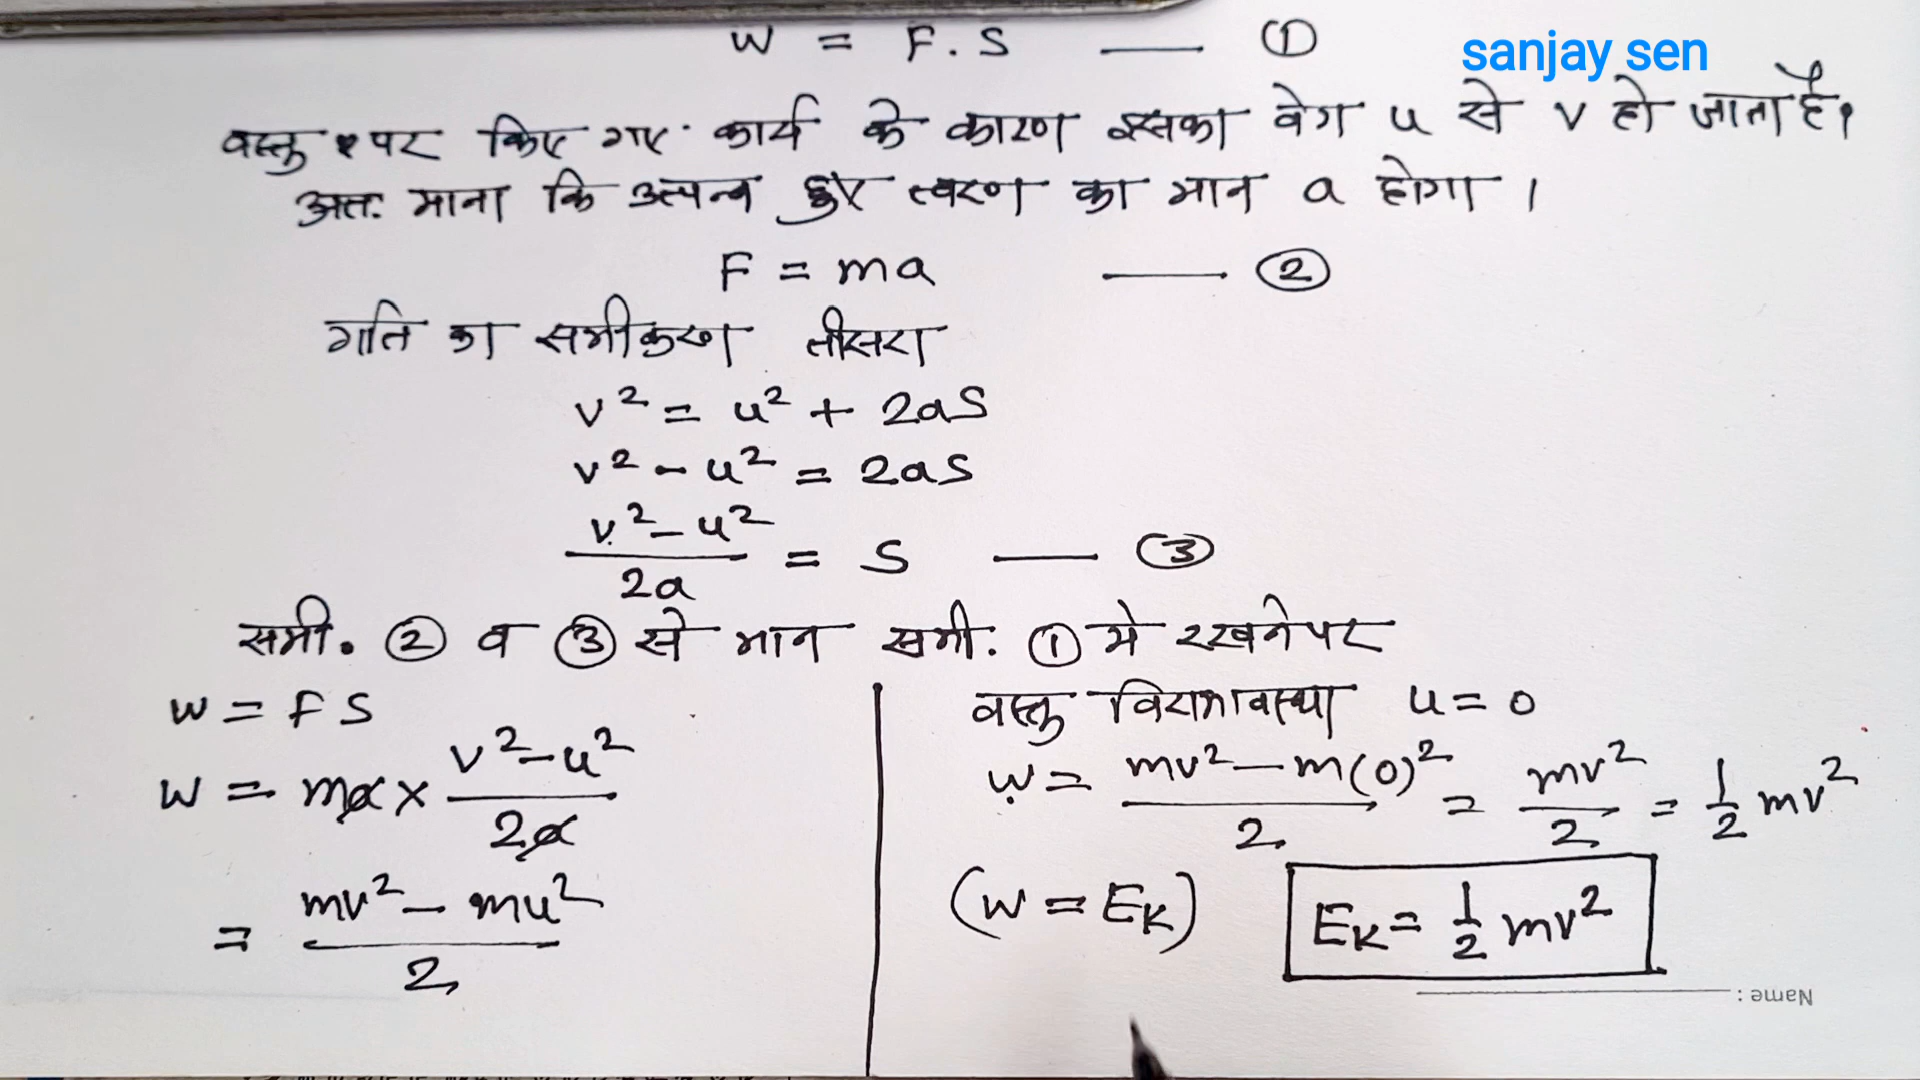 W = F.S —— ①
sanjay sen
वस्तु पर किए गए कार्य के कारण इसका वेग u से v हो जाता है।
अतः माना कि उत्पन्न हुए त्वरण का मान a होगा।
F = ma —— ②
गति का समीकरण तीसरा
v² = u² + 2aS
v² - u² = 2aS
(v² - u²)/2a = S —— ③
समी. ② व ③ से मान समी. ① मे रखने पर
W = F S
W = ma × (v² - u²)/2a
= (mv² - mu²)/2
वस्तु विरामावस्था u = 0
W = (mv² - m(0)²)/2 = mv²/2 = 1/2 mv²
(W = Eₖ)
Eₖ = 1/2 mv²
Name :